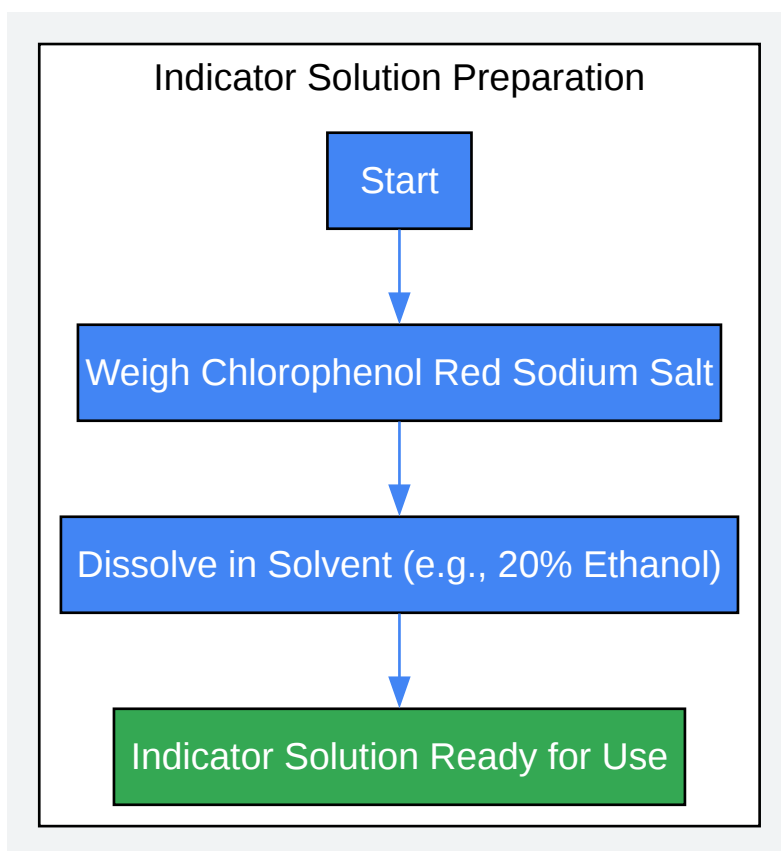 Indicator Solution Preparation
Start
Weigh Chlorophenol Red Sodium Salt
Dissolve in Solvent (e.g., 20% Ethanol)
Indicator Solution Ready for Use